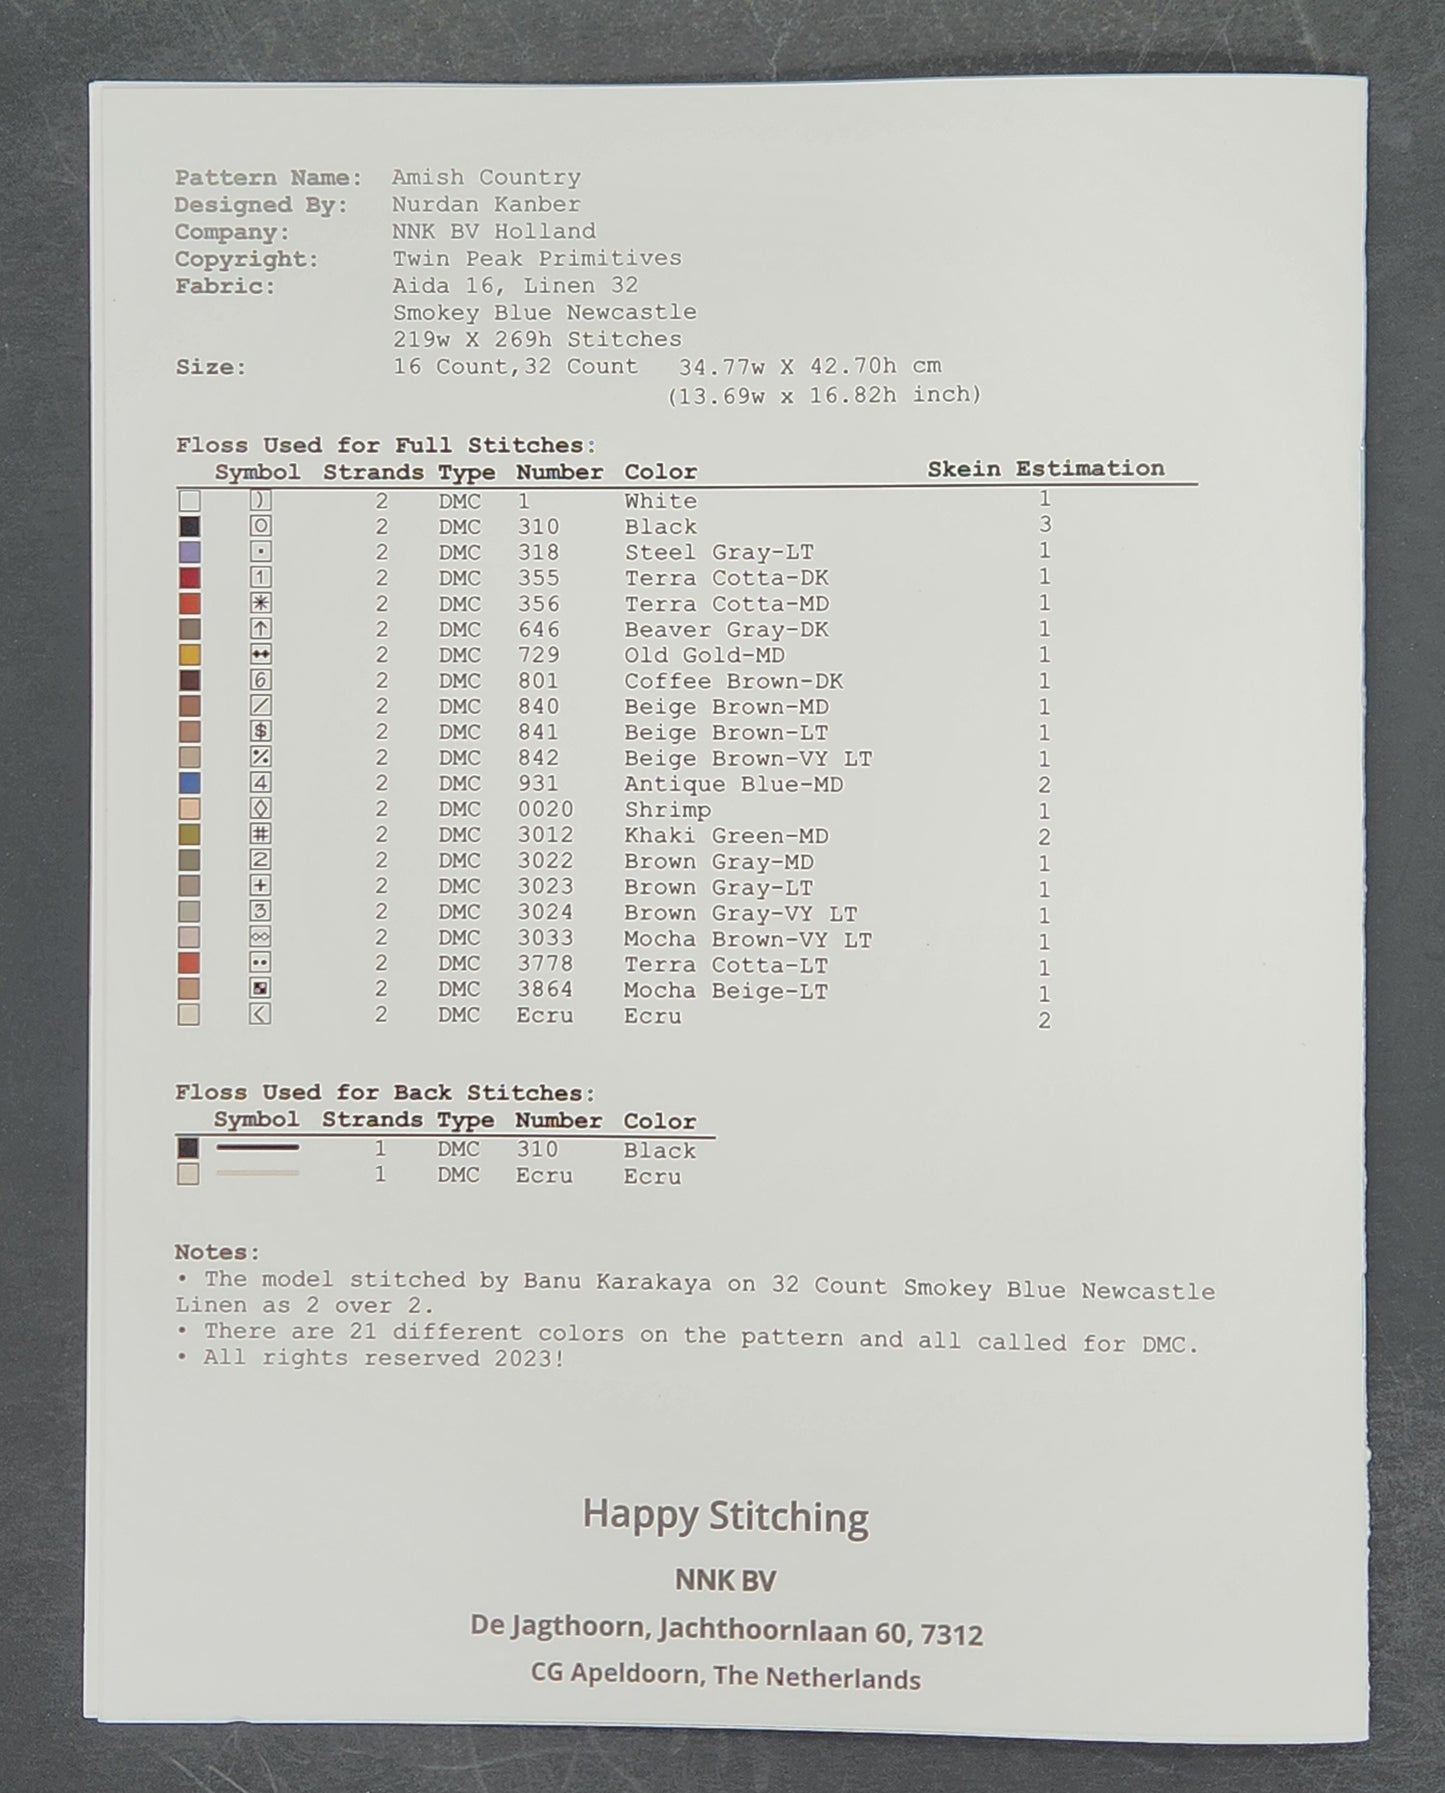 Pattern Name: Amish Country
Designed By: Nurdan Kanber
Company: NNK BV Holland
Copyright: Twin Peak Primitives
Fabric: Aida 16, Linen 32
Smokey Blue Newcastle
219w X 269h Stitches
Size: 16 Count,32 Count 34.77w X 42.70h cm
(13.69w x 16.82h inch)
Floss Used for Full Stitches:
Symbol Strands Type Number Color Skein Estimation
) 2 DMC 1 White 1
O 2 DMC 310 Black 3
• 2 DMC 318 Steel Gray-LT 1
1 2 DMC 355 Terra Cotta-DK 1
* 2 DMC 356 Terra Cotta-MD 1
↑ 2 DMC 646 Beaver Gray-DK 1
2 DMC 729 Old Gold-MD 1
6 2 DMC 801 Coffee Brown-DK 1
/ 2 DMC 840 Beige Brown-MD 1
$ 2 DMC 841 Beige Brown-LT 1
٪ 2 DMC 842 Beige Brown-VY LT 1
4 2 DMC 931 Antique Blue-MD 2
◊ 2 DMC 0020 Shrimp 1
# 2 DMC 3012 Khaki Green-MD 2
2 2 DMC 3022 Brown Gray-MD 1
+ 2 DMC 3023 Brown Gray-LT 1
3 2 DMC 3024 Brown Gray-VY LT 1
∞ 2 DMC 3033 Mocha Brown-VY LT 1
•• 2 DMC 3778 Terra Cotta-LT 1
2 DMC 3864 Mocha Beige-LT 1
< 2 DMC Ecru Ecru 2
Floss Used for Back Stitches:
Symbol Strands Type Number Color
1 DMC 310 Black
1 DMC Ecru Ecru
Notes:
• The model stitched by Banu Karakaya on 32 Count Smokey Blue Newcastle
Linen as 2 over 2.
• There are 21 different colors on the pattern and all called for DMC.
• All rights reserved 2023!
Happy Stitching
NNK BV
De Jagthoorn, Jachthoornlaan 60, 7312
CG Apeldoorn, The Netherlands